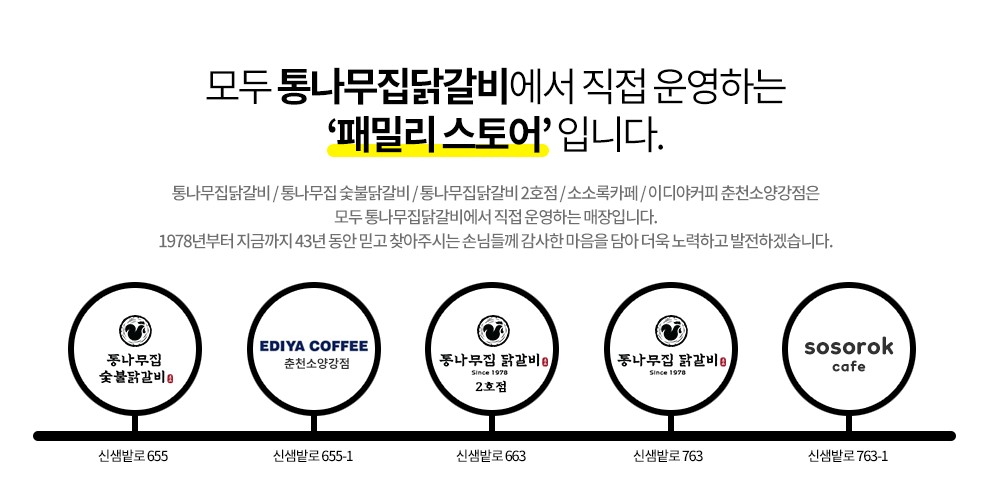 모두 통나무집닭갈비에서 직접 운영하는
‘패밀리 스토어’ 입니다.
통나무집닭갈비 / 통나무집 숯불닭갈비 / 통나무집닭갈비 2호점 / 소소록카페 / 이디야커피 춘천소양강점은
모두 통나무집닭갈비에서 직접 운영하는 매장입니다.
1978년부터 지금까지 43년 동안 믿고 찾아주시는 손님들께 감사한 마음을 담아 더욱 노력하고 발전하겠습니다.
통나무집
숯불닭갈비
EDIYA COFFEE
춘천소양강점
통나무집 닭갈비
Since 1978
2호점
통나무집 닭갈비
Since 1978
sosorok
cafe
신샘밭로 655
신샘밭로 655-1
신샘밭로 663
신샘밭로 763
신샘밭로 763-1